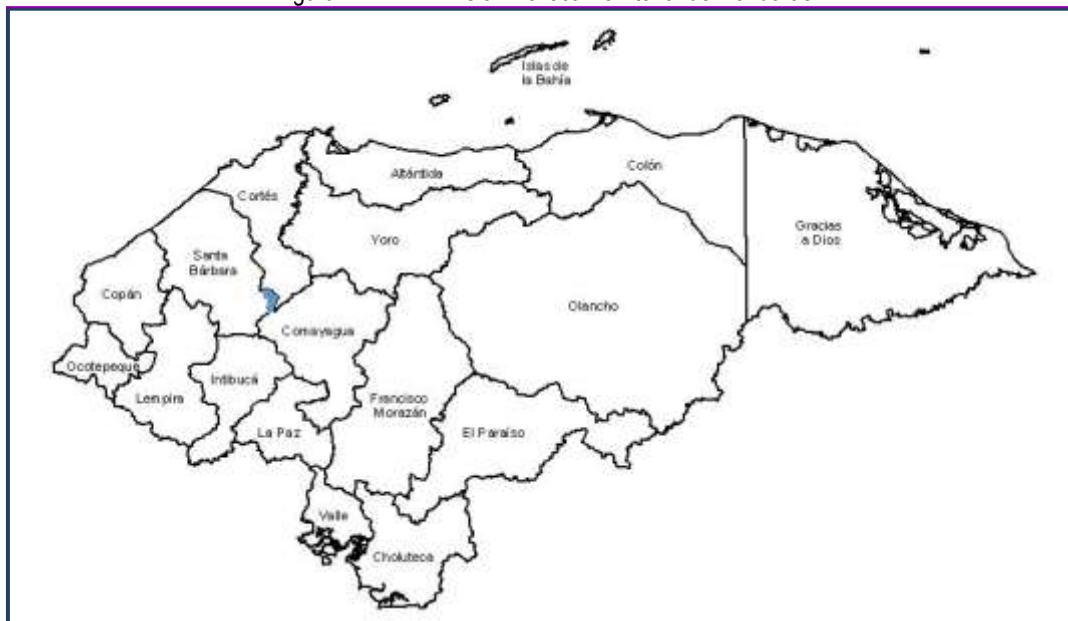 Islas de
la Bahía
Atlántida
Colón
Cortés
Yoro
Gracias
a Dios
Santa
Bárbara
Copán
Olancho
Comayagua
Ocotepeque
Intibucá
Lempira
Francisco
Morazán
La Paz
El Paraíso
Valle
Choluteca